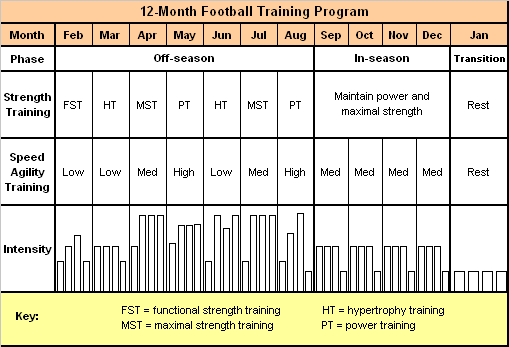 12-Month Football Training Program
Month Feb Mar Apr May Jun Jul Aug Sep Oct Nov Dec Jan
Phase Off-season In-season Transition
Strength Training FST HT MST PT HT MST PT Maintain power and maximal strength Rest
Speed Agility Training Low Low Med High Low Med High Med Med Med Med Rest
Intensity
Key: FST = functional strength training HT = hypertrophy training
MST = maximal strength training PT = power training